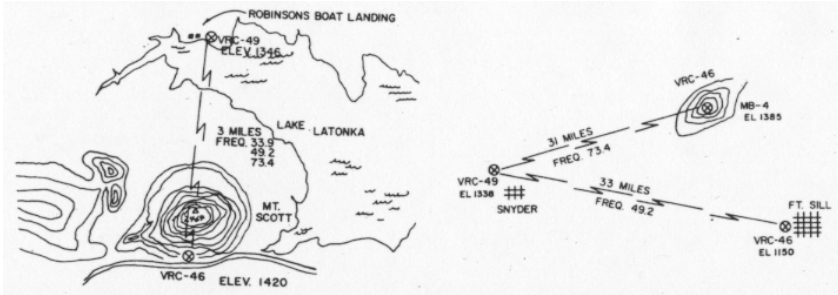 ROBINSONS BOAT LANDING
VRC-49
ELEV 1346
3 MILES
FREQ. 33.9
49.2
73.4
LAKE LATONKA
MT.
SCOTT
VRC-46
ELEV. 1420
VRC-46
MB-4
EL 1385
31 MILES
FREQ. 73.4
VRC-49
EL 1338
SNYDER
33 MILES
FREQ. 49.2
FT. SILL
VRC-46
EL 1150